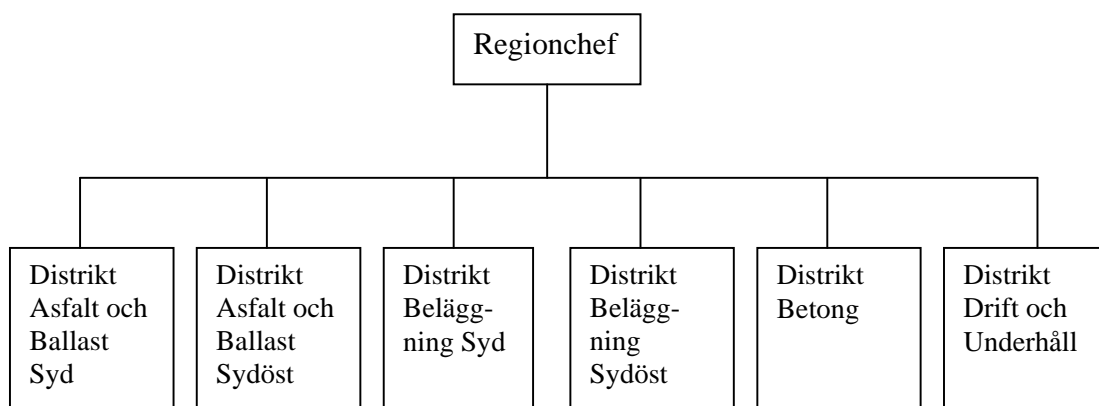 Regionchef
Distrikt
Asfalt och
Ballast
Syd
Distrikt
Asfalt och
Ballast
Sydöst
Distrikt
Belägg-
ning Syd
Distrikt
Belägg-
ning
Sydöst
Distrikt
Betong
Distrikt
Drift och
Underhåll